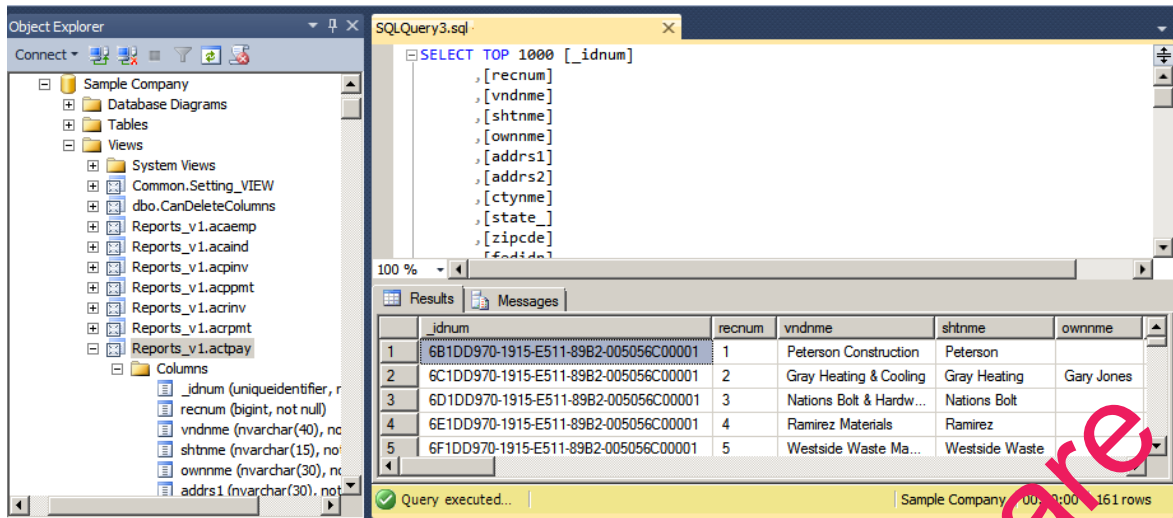 Object Explorer
Connect
Sample Company
Database Diagrams
Tables
Views
System Views
Common.Setting_VIEW
dbo.CanDeleteColumns
Reports_v1.acaemp
Reports_v1.acaind
Reports_v1.acpinv
Reports_v1.acppmt
Reports_v1.acrinv
Reports_v1.acrpmt
Reports_v1.actpay
Columns
_idnum (uniqueidentifier, r
recnum (bigint, not null)
vndnme (nvarchar(40), no
shtnme (nvarchar(15), not
ownnme (nvarchar(30), no
addrs1 (nvarchar(30), not
SQLQuery3.sql
SELECT TOP 1000 [_idnum]
,[recnum]
,[vndnme]
,[shtnme]
,[ownnme]
,[addrs1]
,[addrs2]
,[ctynme]
,[state_]
,[zipcde]
,[fedidn]
100 %
Results Messages
_idnum recnum vndnme shtnme ownnme
1 6B1DD970-1915-E511-89B2-005056C00001 1 Peterson Construction Peterson
2 6C1DD970-1915-E511-89B2-005056C00001 2 Gray Heating & Cooling Gray Heating Gary Jones
3 6D1DD970-1915-E511-89B2-005056C00001 3 Nations Bolt & Hardw... Nations Bolt
4 6E1DD970-1915-E511-89B2-005056C00001 4 Ramirez Materials Ramirez
5 6F1DD970-1915-E511-89B2-005056C00001 5 Westside Waste Ma... Westside Waste
Query executed... Sample Company 161 rows
are